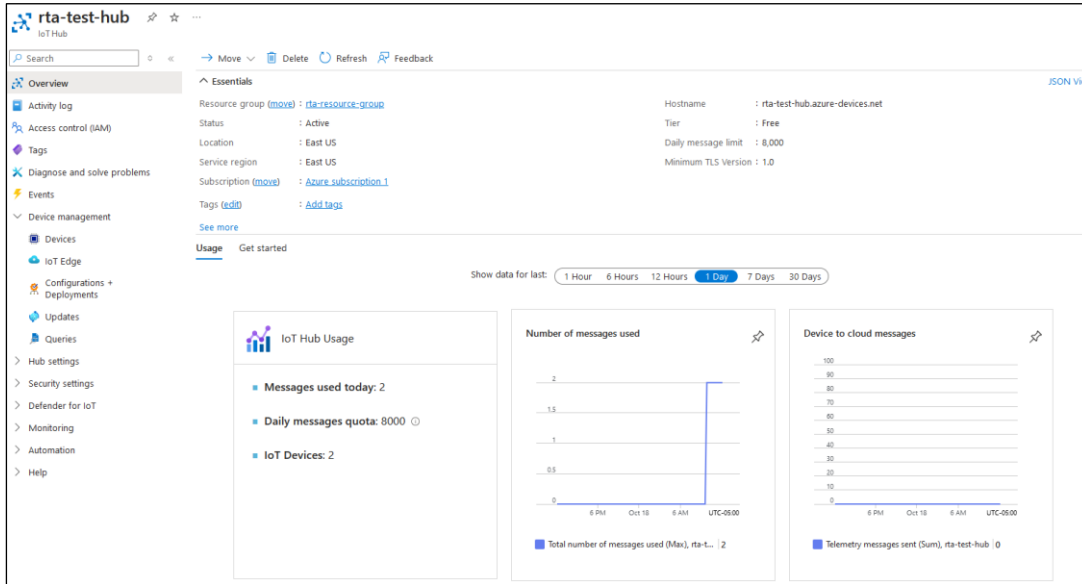 rta-test-hub
IoT Hub
Search
Overview
Activity log
Access control (IAM)
Tags
Diagnose and solve problems
Events
Device management
Devices
IoT Edge
Configurations +
Deployments
Updates
Queries
Hub settings
Security settings
Defender for IoT
Monitoring
Automation
Help
Move Delete Refresh Feedback
Essentials
JSON Vi
Resource group (move) : rta-resource-group
Status : Active
Location : East US
Service region : East US
Subscription (move) : Azure subscription 1
Tags (edit) : Add tags
See more
Hostname : rta-test-hub.azure-devices.net
Tier : Free
Daily message limit : 8,000
Minimum TLS Version : 1.0
Usage Get started
Show data for last: 1 Hour 6 Hours 12 Hours 1 Day 7 Days 30 Days
IoT Hub Usage
Messages used today: 2
Daily messages quota: 8000
IoT Devices: 2
Number of messages used
2
1.5
1
0.5
0
6 PM Oct 18 6 AM UTC-05:00
Total number of messages used (Max), rta-t... 2
Device to cloud messages
100
90
80
70
60
50
40
30
20
10
0
6 PM Oct 18 6 AM UTC-05:00
Telemetry messages sent (Sum), rta-test-hub 0